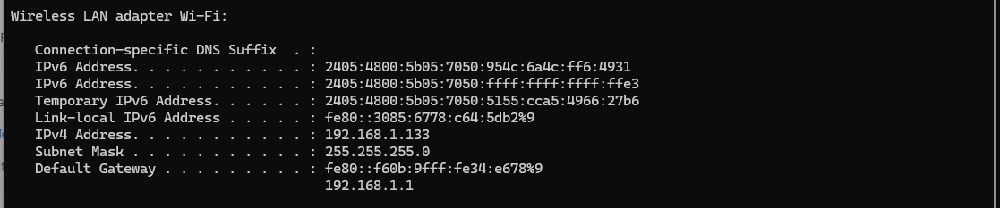 Wireless LAN adapter Wi-Fi:
Connection-specific DNS Suffix . :
IPv6 Address. . . . . . . . . . . : 2405:4800:5b05:7050:954c:6a4c:ff6:4931
IPv6 Address. . . . . . . . . . . : 2405:4800:5b05:7050:ffff:ffff:ffff:ffe3
Temporary IPv6 Address. . . . . . : 2405:4800:5b05:7050:5155:cca5:4966:27b6
Link-local IPv6 Address . . . . . : fe80::3085:6778:c64:5db2%9
IPv4 Address. . . . . . . . . . . : 192.168.1.133
Subnet Mask . . . . . . . . . . . : 255.255.255.0
Default Gateway . . . . . . . . . : fe80::f60b:9fff:fe34:e678%9
192.168.1.1